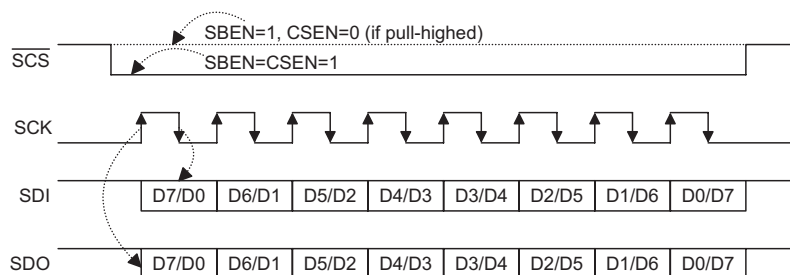 SBEN=1, CSEN=0 (if pull-highed)
SCS
SBEN=CSEN=1
SCK
SDI D7/D0 D6/D1 D5/D2 D4/D3 D3/D4 D2/D5 D1/D6 D0/D7
SDO D7/D0 D6/D1 D5/D2 D4/D3 D3/D4 D2/D5 D1/D6 D0/D7